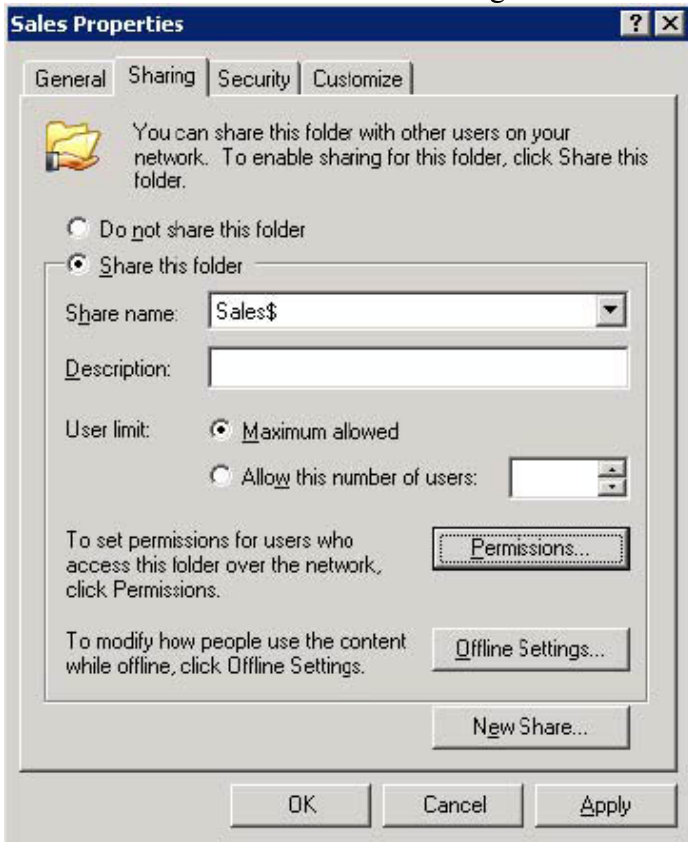 Sales Properties
General Sharing Security Customize
You can share this folder with other users on your
network. To enable sharing for this folder, click Share this
folder.
Do not share this folder
Share this folder
Share name: Sales$
Description:
User limit: Maximum allowed
Allow this number of users:
To set permissions for users who
access this folder over the network,
click Permissions.
Permissions...
To modify how people use the content
while offline, click Offline Settings.
Offline Settings...
New Share...
OK Cancel Apply